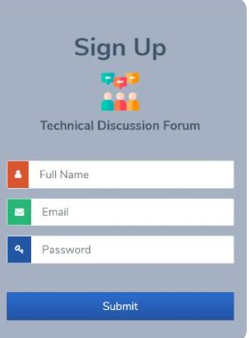 Sign Up
Technical Discussion Forum
Full Name
Email
Password
Submit